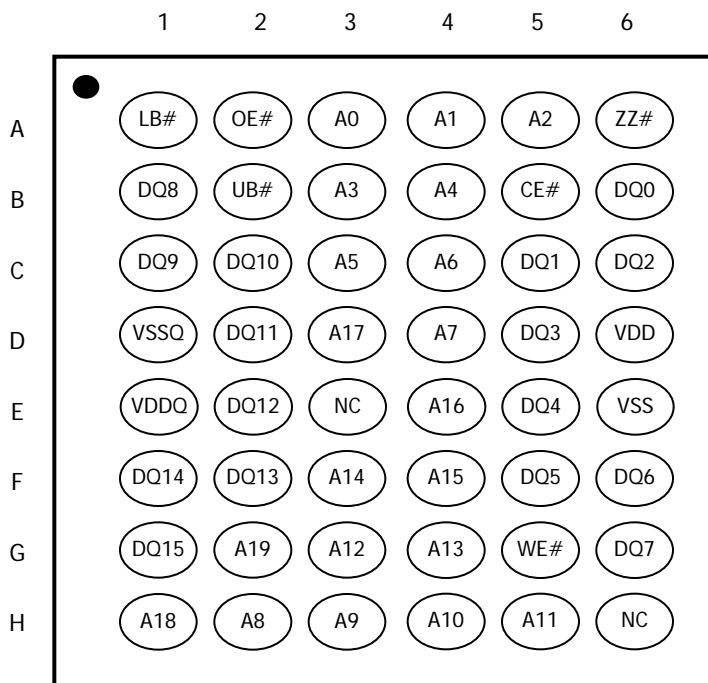 1 2 3 4 5 6
A LB# OE# A0 A1 A2 ZZ#
B DQ8 UB# A3 A4 CE# DQ0
C DQ9 DQ10 A5 A6 DQ1 DQ2
D VSSQ DQ11 A17 A7 DQ3 VDD
E VDDQ DQ12 NC A16 DQ4 VSS
F DQ14 DQ13 A14 A15 DQ5 DQ6
G DQ15 A19 A12 A13 WE# DQ7
H A18 A8 A9 A10 A11 NC